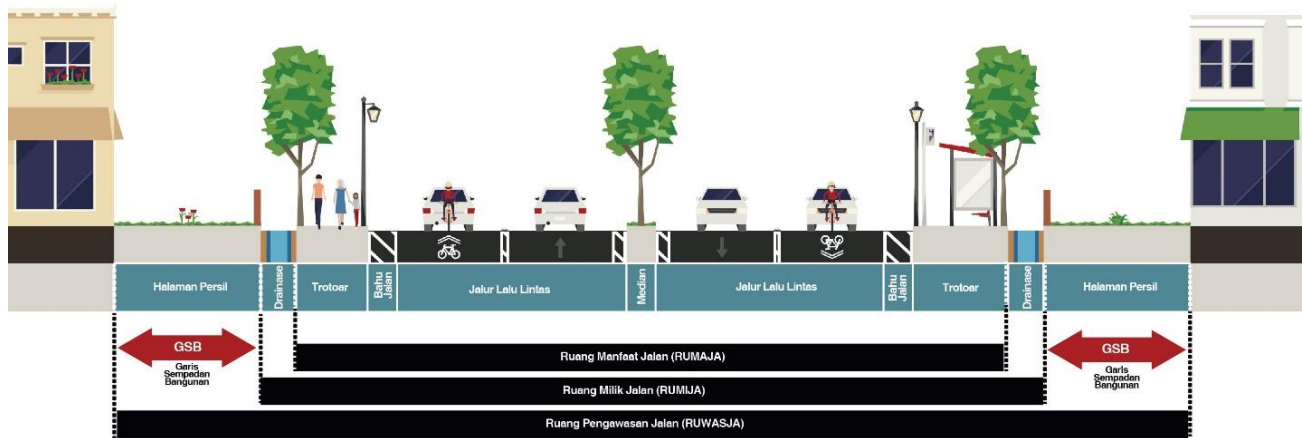 Halaman Persil
Drainase
Trotoar
Bahu
Jalan
Jalur Lalu Lintas
Median
Jalur Lalu Lintas
Bahu
Jalan
Trotoar
Drainase
Halaman Persil
GSB
Garis
Sempadan
Bangunan
GSB
Garis
Sempadan
Bangunan
Ruang Manfaat Jalan (RUMAJA)
Ruang Milik Jalan (RUMIJA)
Ruang Pengawasan Jalan (RUWASJA)